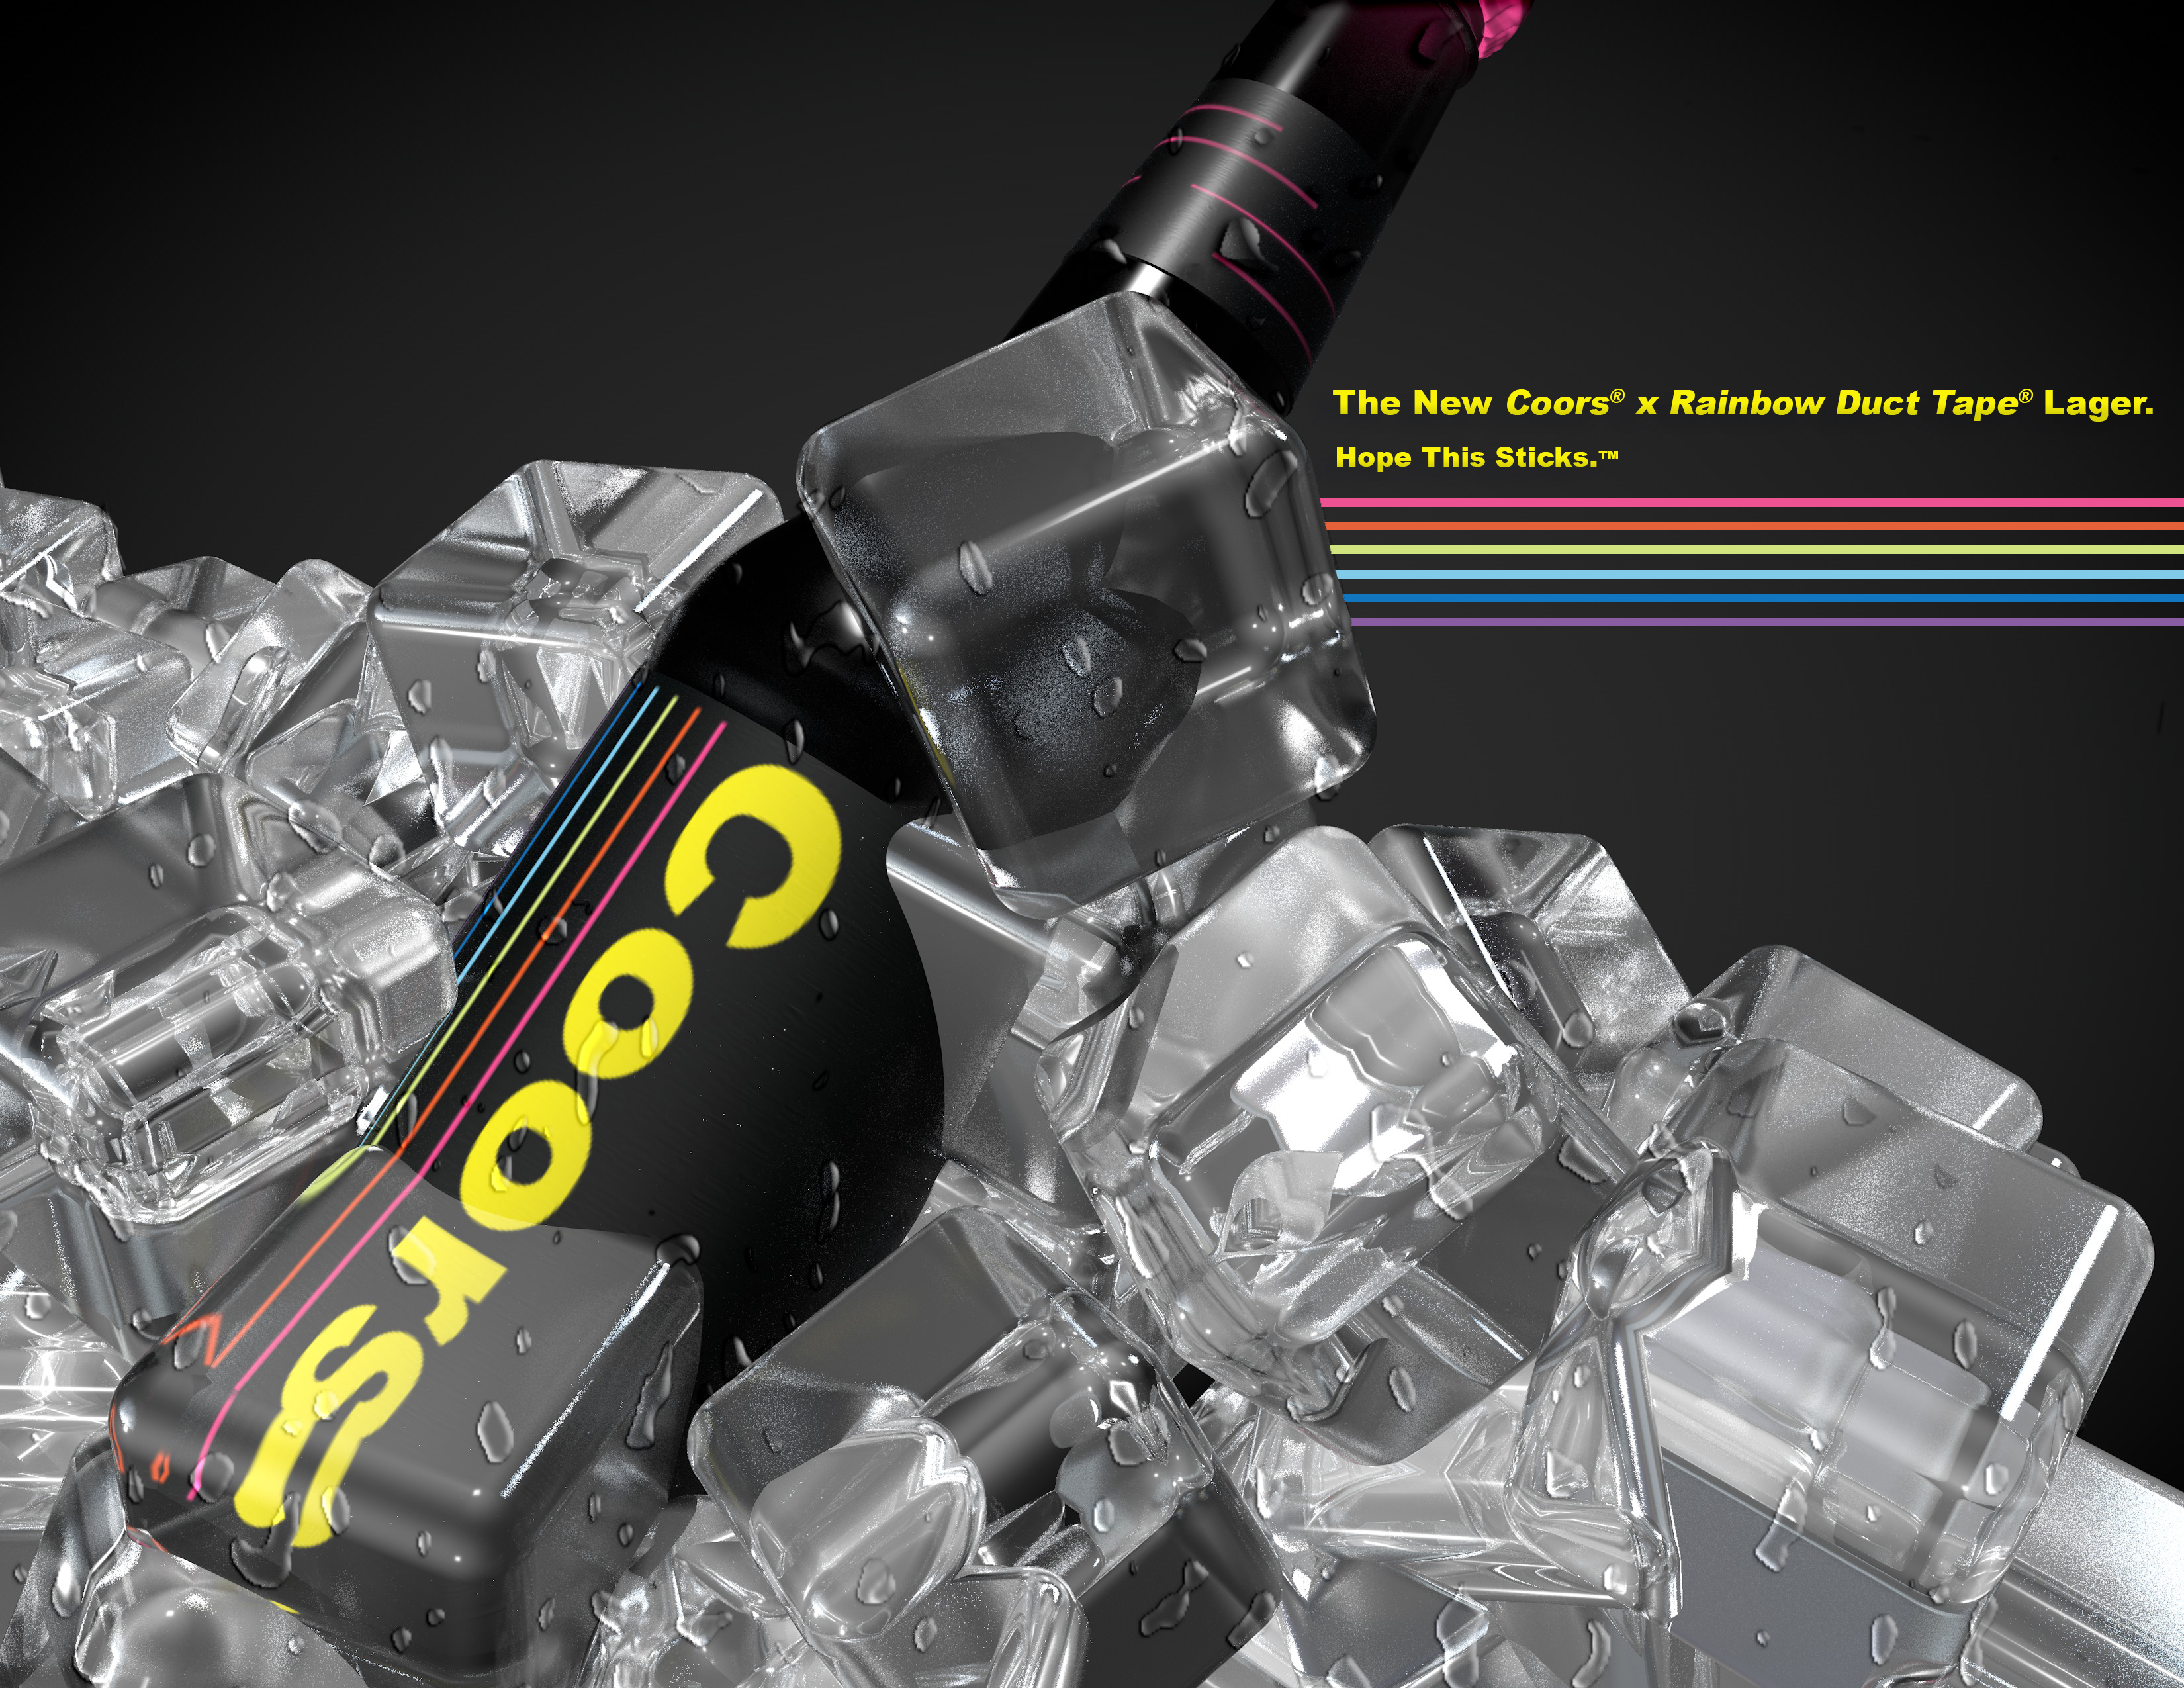 The New Coors® x Rainbow Duct Tape® Lager.
Hope This Sticks.™
Coors